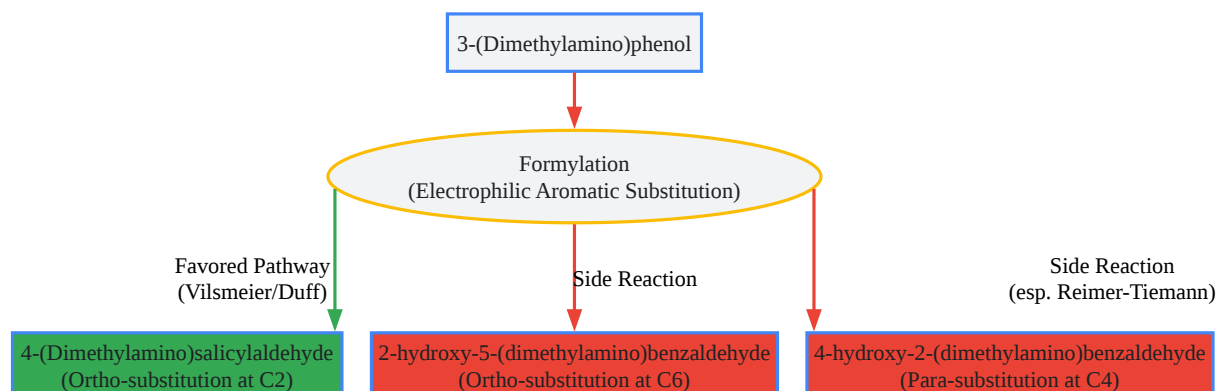 3-(Dimethylamino)phenol
Formylation
(Electrophilic Aromatic Substitution)
Favored Pathway
(Vilsmeier/Duff)
Side Reaction
Side Reaction
(esp. Reimer-Tiemann)
4-(Dimethylamino)salicylaldehyde
(Ortho-substitution at C2)
2-hydroxy-5-(dimethylamino)benzaldehyde
(Ortho-substitution at C6)
4-hydroxy-2-(dimethylamino)benzaldehyde
(Para-substitution at C4)